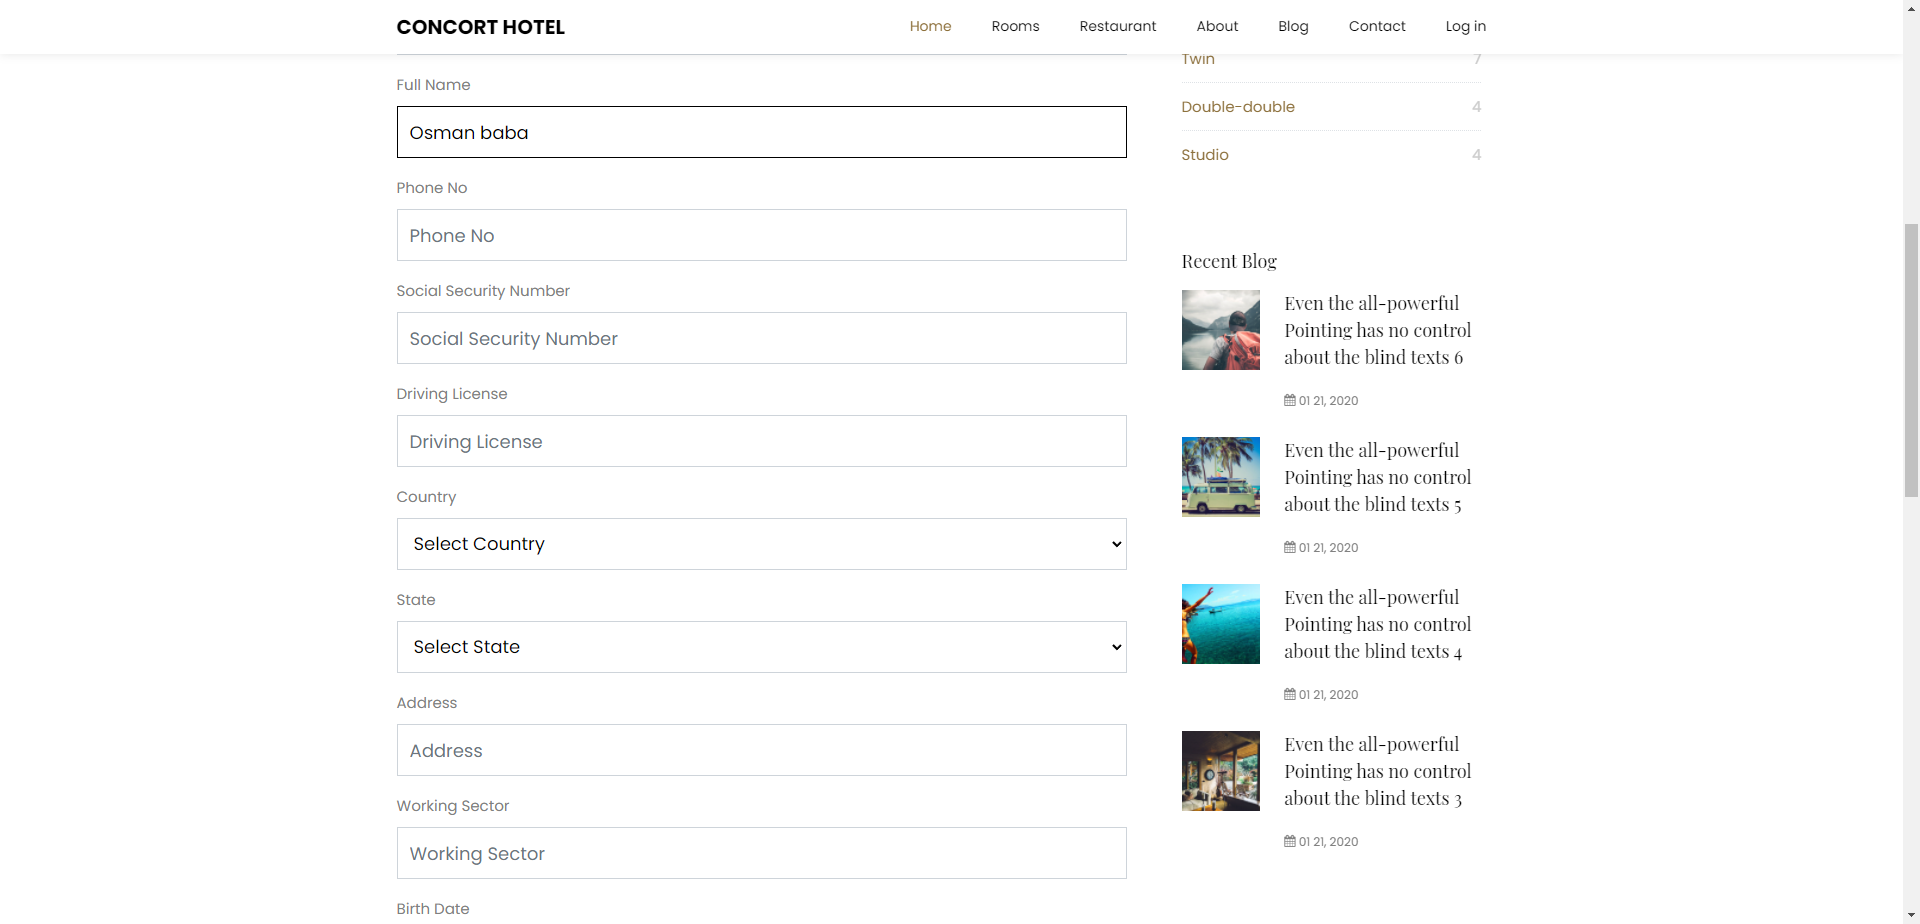 CONCORT HOTEL
Home Rooms Restaurant About Blog Contact Log in
Full Name
Osman baba
Phone No
Phone No
Social Security Number
Social Security Number
Driving License
Driving License
Country
Select Country
State
Select State
Address
Address
Working Sector
Working Sector
Birth Date
Twin 7
Double-double 4
Studio 4
Recent Blog
Even the all-powerful
Pointing has no control
about the blind texts 6
01 21, 2020
Even the all-powerful
Pointing has no control
about the blind texts 5
01 21, 2020
Even the all-powerful
Pointing has no control
about the blind texts 4
01 21, 2020
Even the all-powerful
Pointing has no control
about the blind texts 3
01 21, 2020